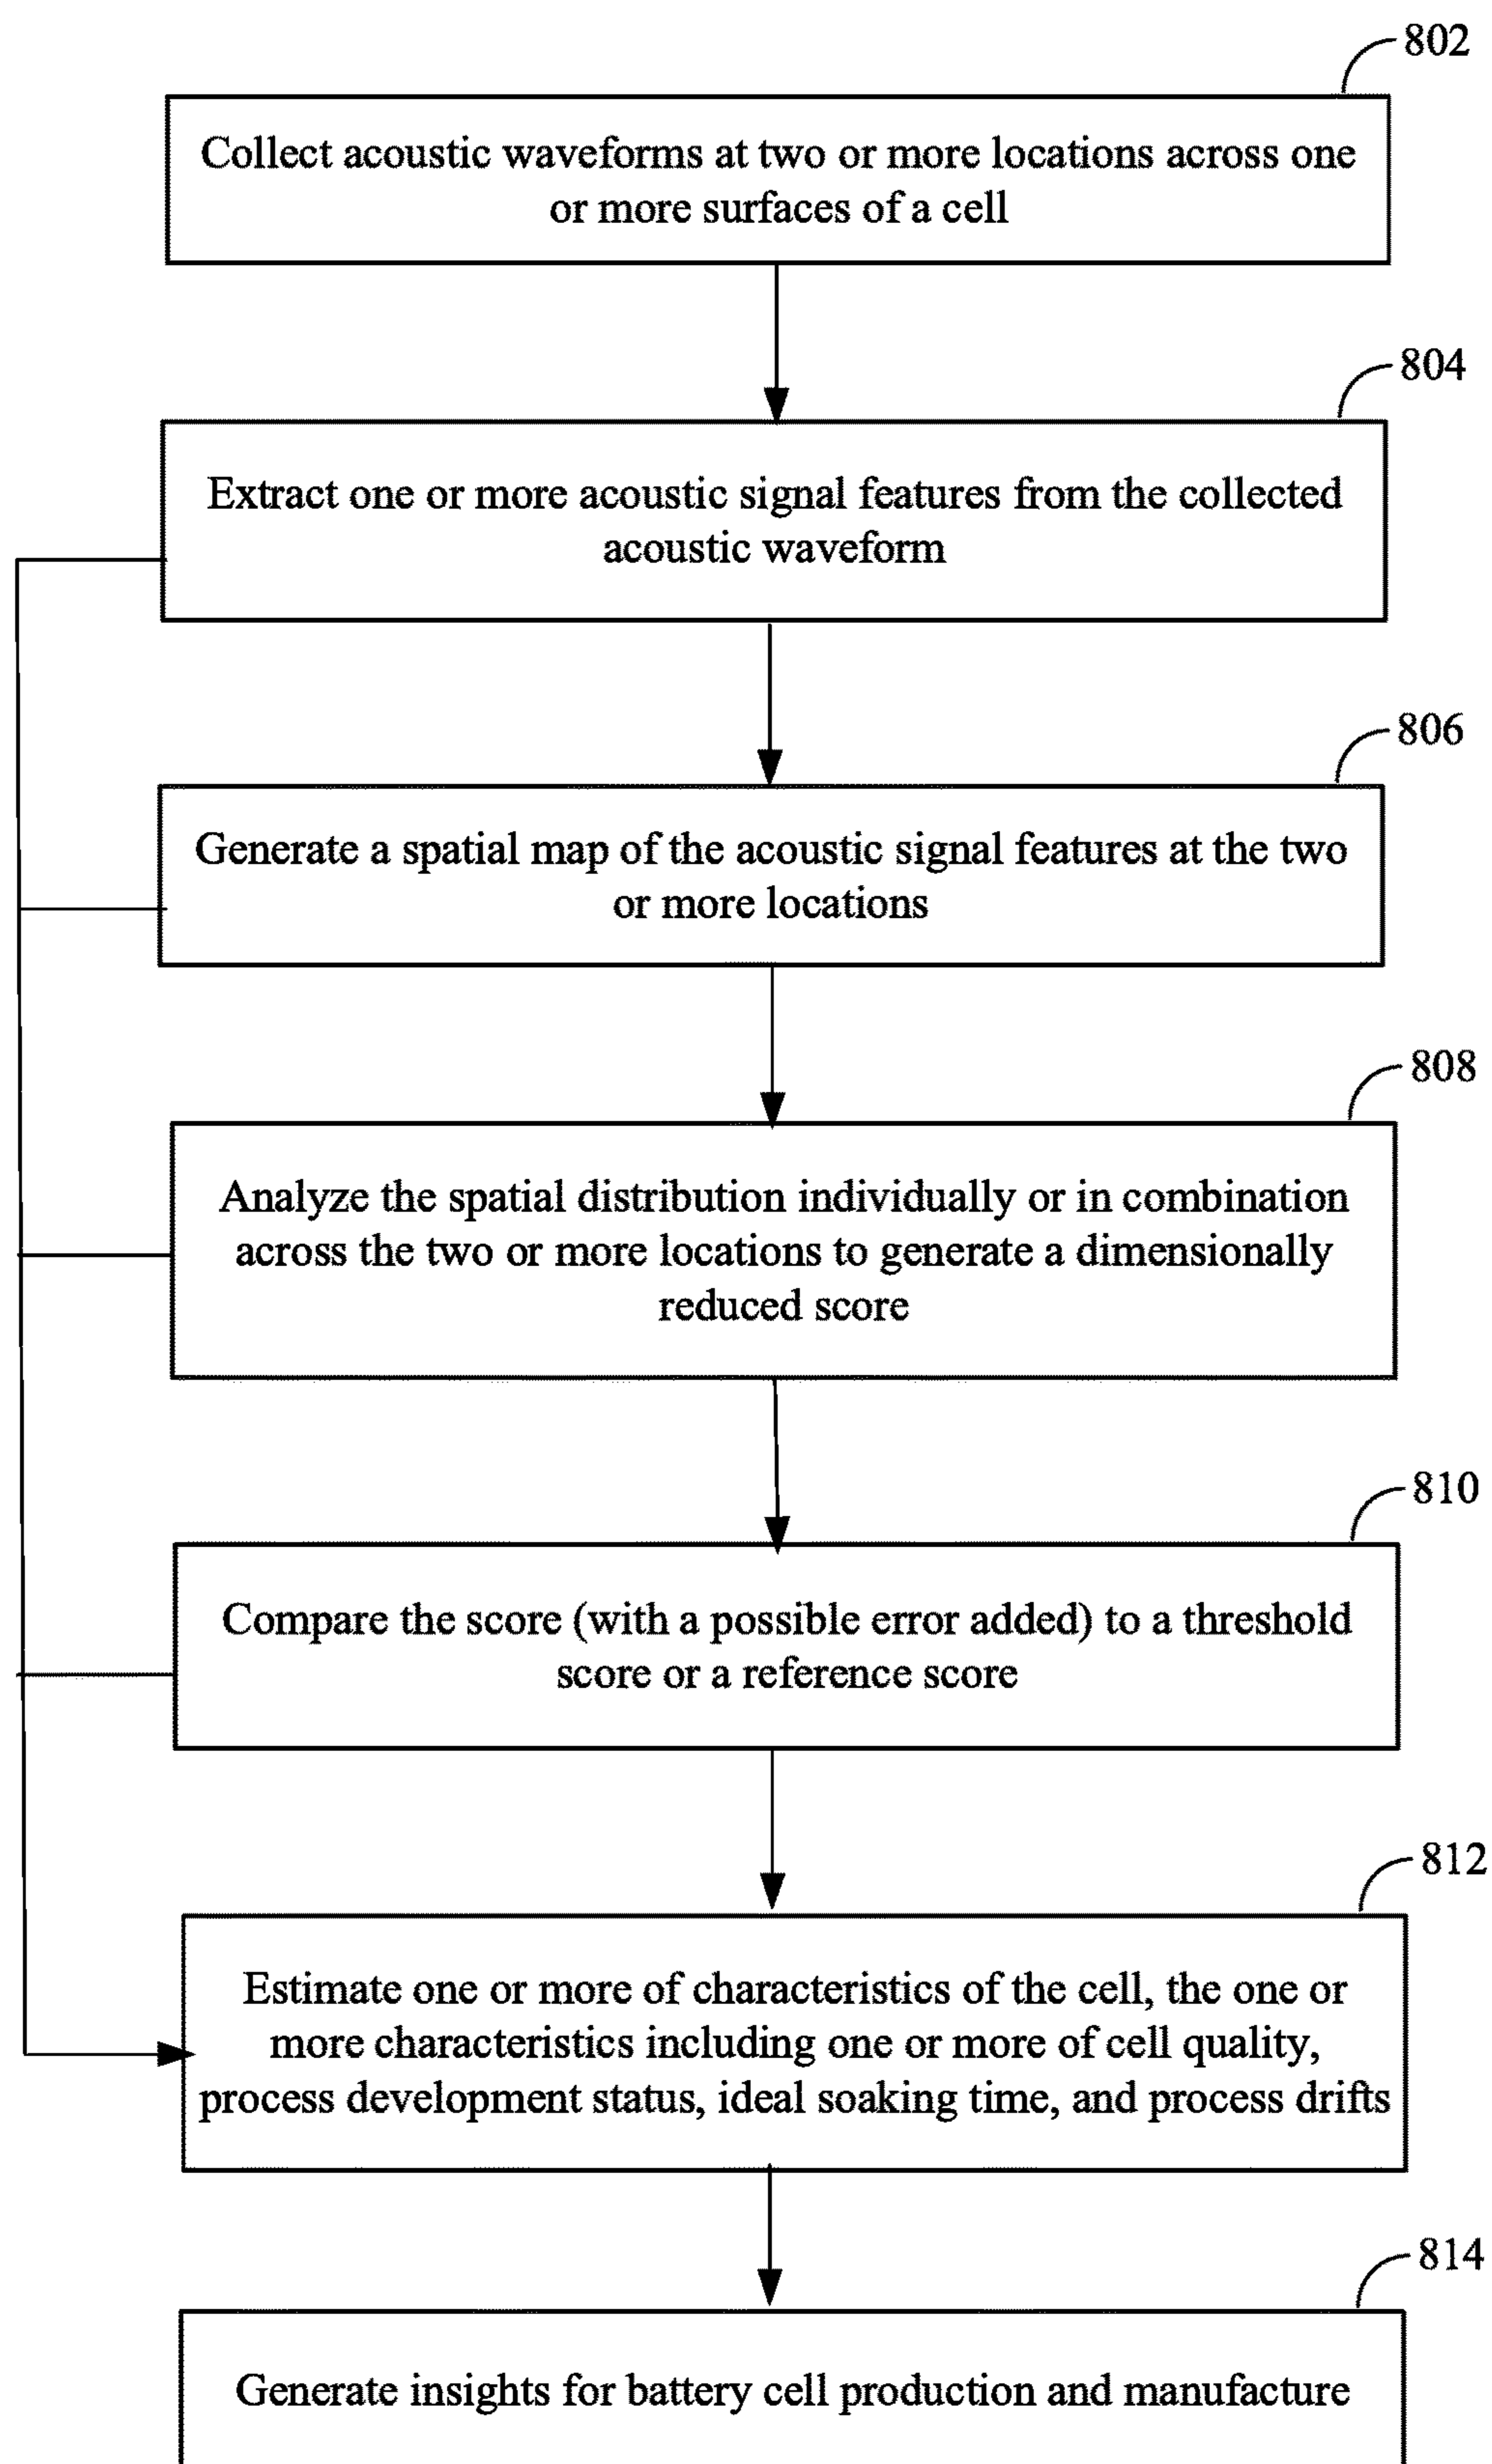 802
Collect acoustic waveforms at two or more locations across one
or more surfaces of a cell
804
Extract one or more acoustic signal features from the collected
acoustic waveform
806
Generate a spatial map of the acoustic signal features at the two
or more locations
808
Analyze the spatial distribution individually or in combination
across the two or more locations to generate a dimensionally
reduced score
810
Compare the score (with a possible error added) to a threshold
score or a reference score
812
Estimate one or more of characteristics of the cell, the one or
more characteristics including one or more of cell quality,
process development status, ideal soaking time, and process drifts
814
Generate insights for battery cell production and manufacture